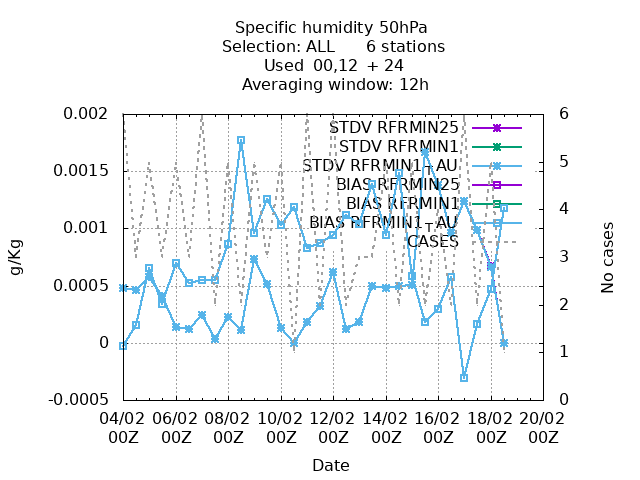 Specific humidity 50hPa
Selection: ALL 6 stations
Used 00,12 + 24
Averaging window: 12h
0.002
0.0015
0.001
0.0005
0
-0.0005
g/Kg
6
5
4
3
2
1
0
No cases
STDV RFRMIN25
STDV RFRMIN1
STDV RFRMIN1_AU
BIAS RFRMIN25
BIAS RFRMIN1
BIAS RFRMIN1_AU
CASES
04/02 06/02 08/02 10/02 12/02 14/02 16/02 18/02 20/02
00Z 00Z 00Z 00Z 00Z 00Z 00Z 00Z 00Z
Date